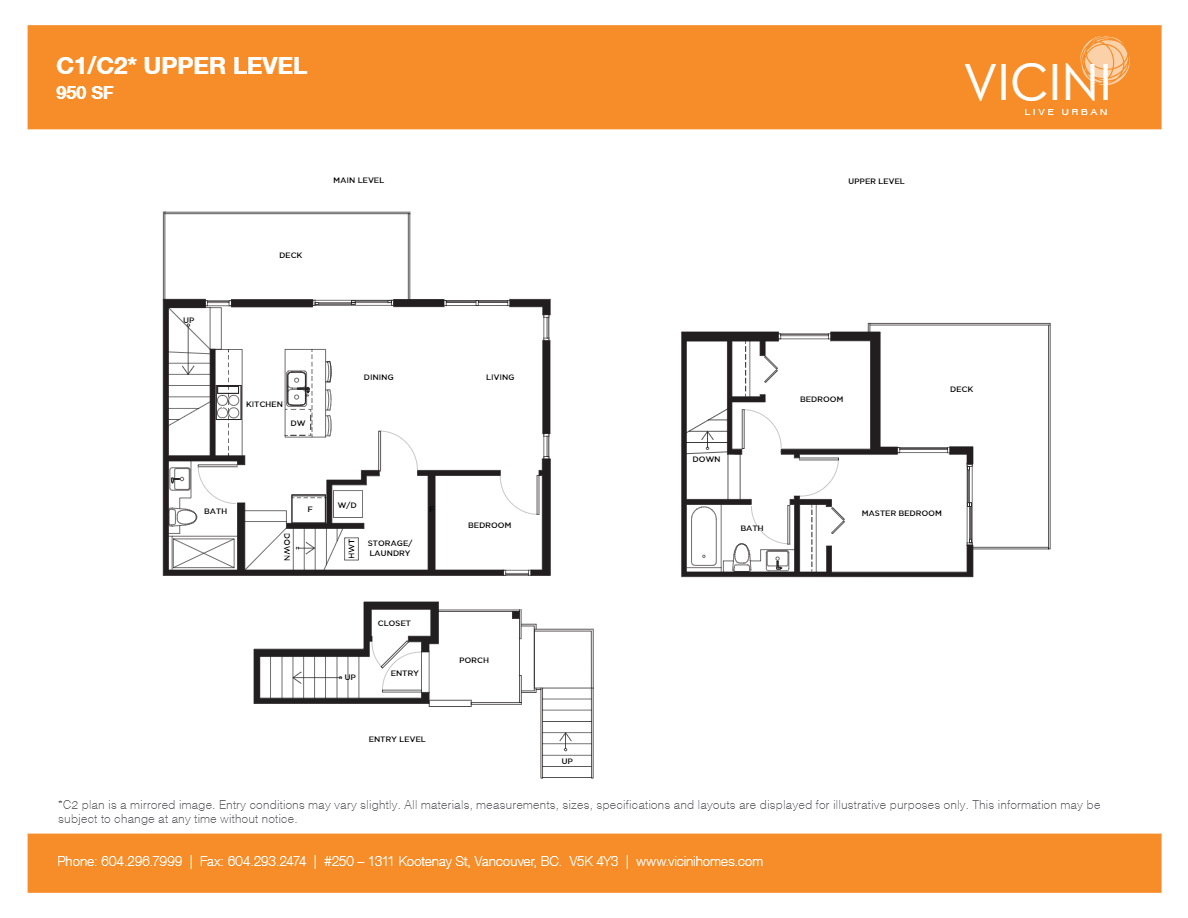 C1/C2* UPPER LEVEL
950 SF
VICINI
LIVE URBAN
MAIN LEVEL
UPPER LEVEL
DECK
UP
KITCHEN
DW
DINING
LIVING
BATH
F
W/D
BEDROOM
DOWN
HWT
STORAGE/
LAUNDRY
BEDROOM
DECK
DOWN
MASTER BEDROOM
BATH
CLOSET
PORCH
ENTRY
UP
ENTRY LEVEL
UP
*C2 plan is a mirrored image. Entry conditions may vary slightly. All materials, measurements, sizes, specifications and layouts are displayed for illustrative purposes only. This information may be
subject to change at any time without notice.
Phone: 604.296.7999 | Fax: 604.293.2474 | #250 – 1311 Kootenay St, Vancouver, BC. V5K 4Y3 | www.vicinihomes.com